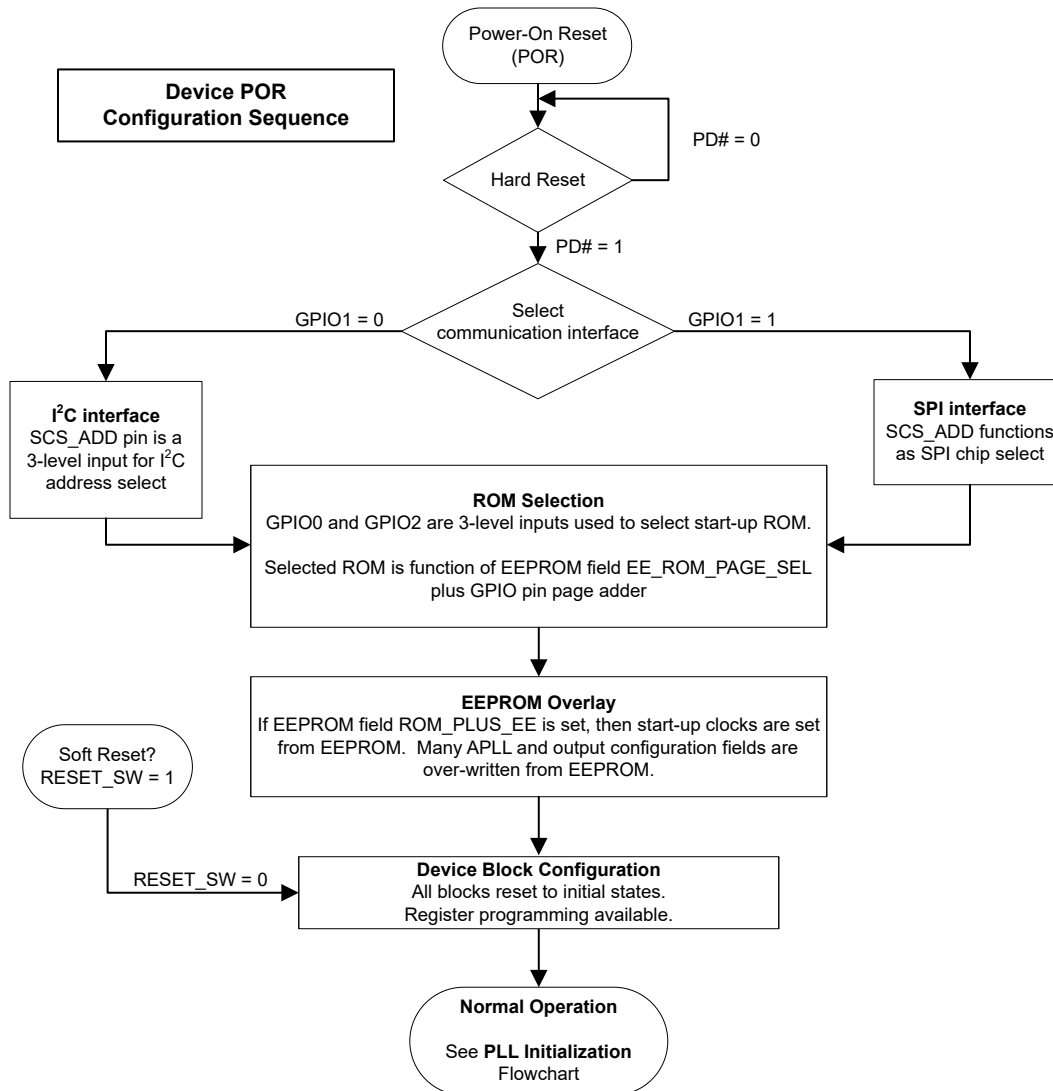 Power-On Reset
(POR)
Device POR
Configuration Sequence
PD# = 0
Hard Reset
PD# = 1
Select
communication interface
GPIO1 = 0
GPIO1 = 1
I²C interface
SCS_ADD pin is a
3-level input for I²C
address select
SPI interface
SCS_ADD functions
as SPI chip select
ROM Selection
GPIO0 and GPIO2 are 3-level inputs used to select start-up ROM.
Selected ROM is function of EEPROM field EE_ROM_PAGE_SEL
plus GPIO pin page adder
EEPROM Overlay
If EEPROM field ROM_PLUS_EE is set, then start-up clocks are set
from EEPROM.  Many APLL and output configuration fields are
over-written from EEPROM.
Soft Reset?
RESET_SW = 1
RESET_SW = 0
Device Block Configuration
All blocks reset to initial states.
Register programming available.
Normal Operation
See PLL Initialization
Flowchart